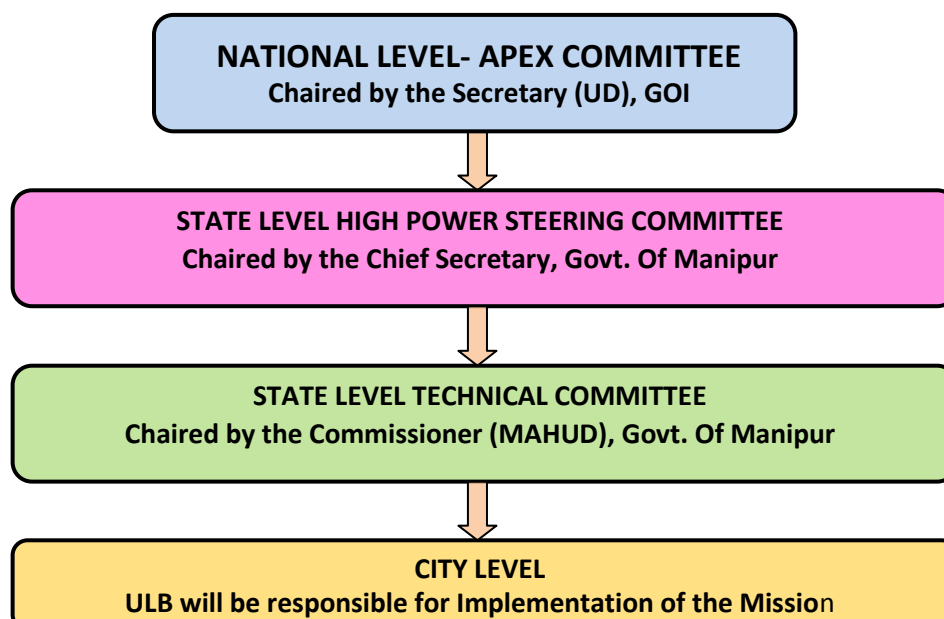 NATIONAL LEVEL- APEX COMMITTEE
Chaired by the Secretary (UD), GOI
STATE LEVEL HIGH POWER STEERING COMMITTEE
Chaired by the Chief Secretary, Govt. Of Manipur
STATE LEVEL TECHNICAL COMMITTEE
Chaired by the Commissioner (MAHUD), Govt. Of Manipur
CITY LEVEL
ULB will be responsible for Implementation of the Mission